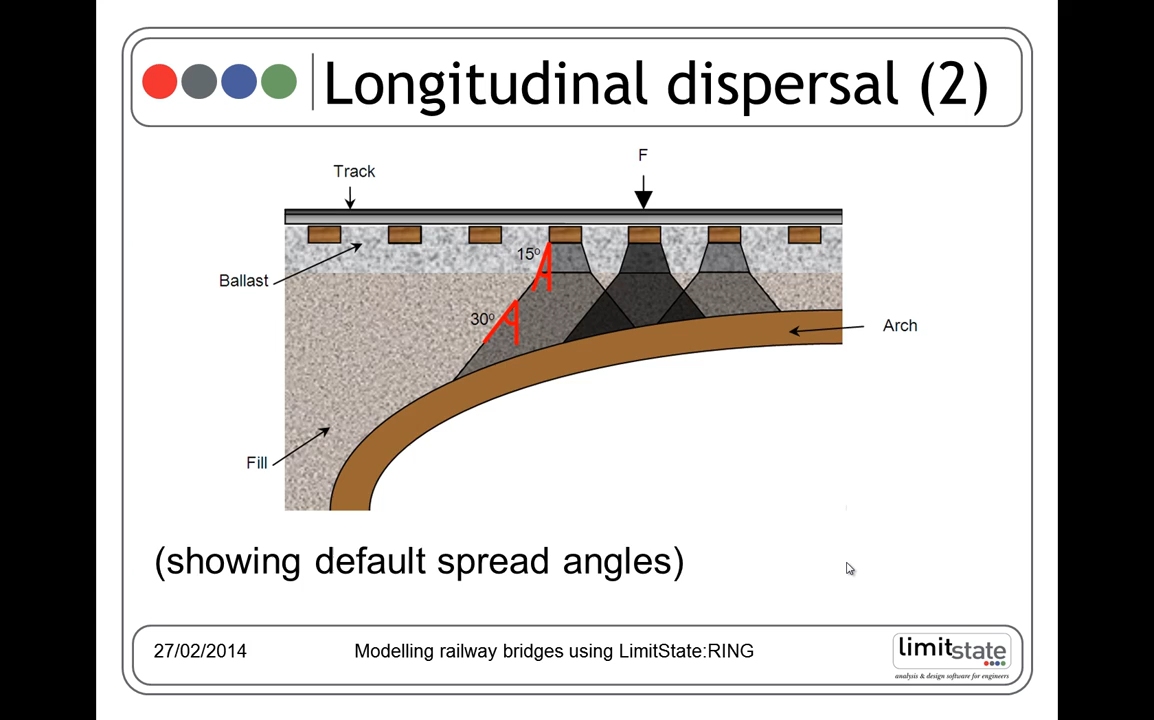 Longitudinal dispersal (2)
F
Track
15º
Ballast
30º
Arch
Fill
(showing default spread angles)
27/02/2014
Modelling railway bridges using LimitState:RING
limitstate
analysis & design software for engineers